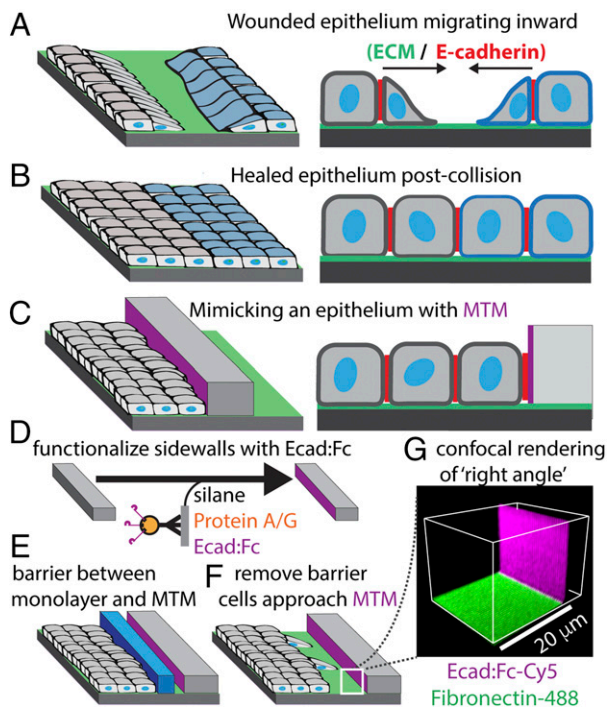 A
Wounded epithelium migrating inward
(ECM / E-cadherin)
B
Healed epithelium post-collision
C
Mimicking an epithelium with MTM
D
functionalize sidewalls with Ecad:Fc
silane
Protein A/G
Ecad:Fc
E
barrier between
monolayer and MTM
F
remove barrier
cells approach MTM
G
confocal rendering
of 'right angle'
20 µm
Ecad:Fc-Cy5
Fibronectin-488